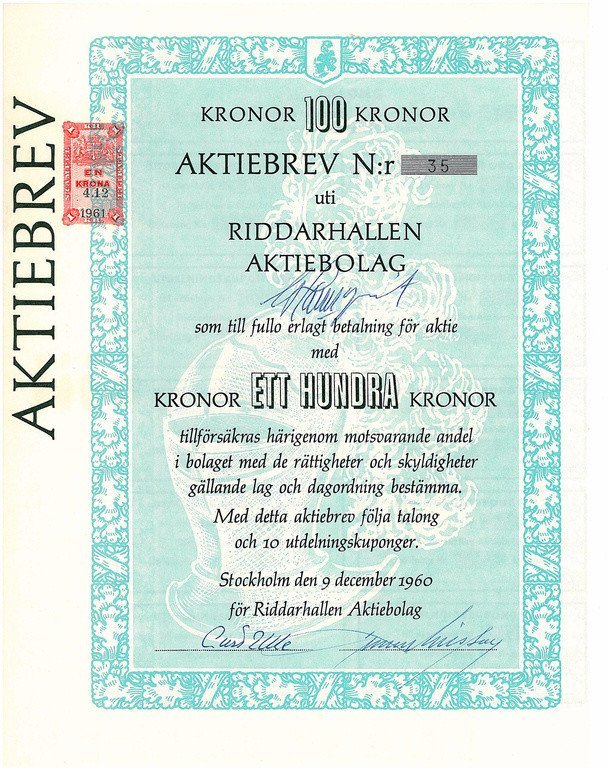 AKTIEBREV
KRONOR 100 KRONOR
AKTIEBREV N:r 35
EN
KRONA
4.12
1961
uti
RIDDARHALLEN
AKTIEBOLAG
som till fullo erlagt betalning för aktie
med
KRONOR ETT HUNDRA KRONOR
tillförsäkras härigenom motsvarande andel
i bolaget med de rättigheter och skyldigheter
gällande lag och dagordning bestämma.
Med detta aktiebrev följa talong
och 10 utdelningskuponger.
Stockholm den 9 december 1960
för Riddarhallen Aktiebolag